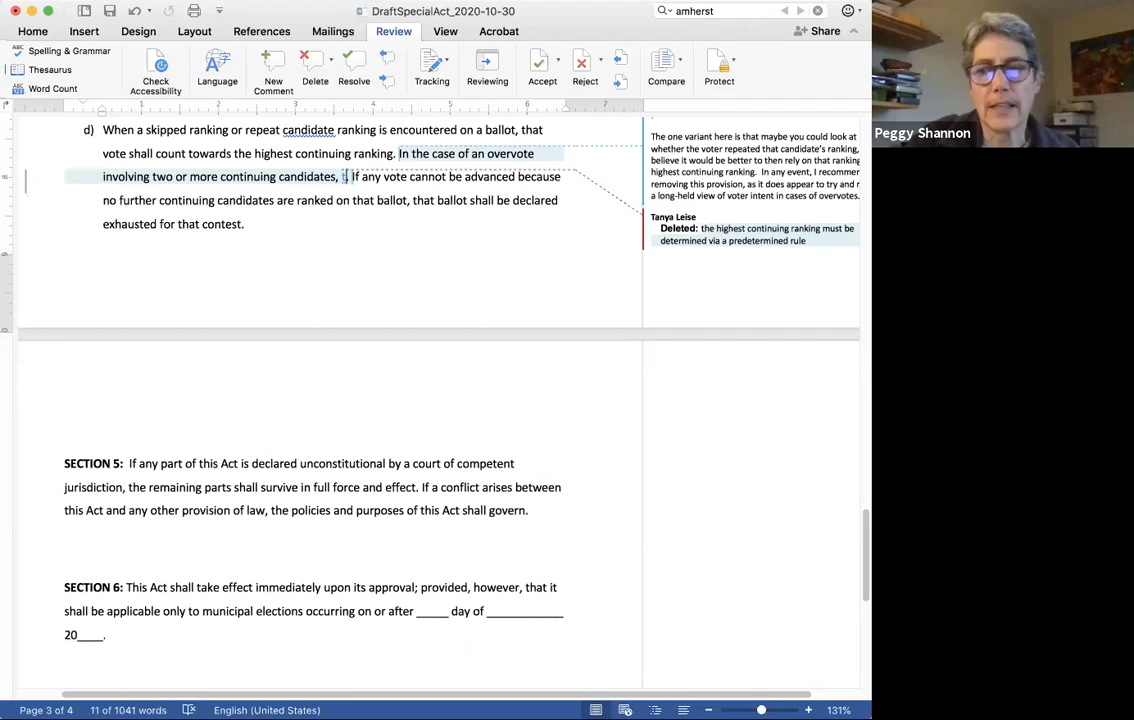 DraftSpecialAct_2020-10-30
amherst
Home Insert Design Layout References Mailings Review View Acrobat
Share
Spelling & Grammar
Thesaurus
Word Count
Check Accessibility
Language
New Comment
Delete
Resolve
Tracking
Reviewing
Accept
Reject
Compare
Protect
1 2 3 4 5 6 7
d) When a skipped ranking or repeat candidate ranking is encountered on a ballot, that
vote shall count towards the highest continuing ranking. In the case of an overvote
involving two or more continuing candidates, t. If any vote cannot be advanced because
no further continuing candidates are ranked on that ballot, that ballot shall be declared
exhausted for that contest.
The one variant here is that maybe you could look at
whether the voter repeated that candidate's ranking,
believe it would be better to then rely on that ranking
highest continuing ranking. In any event, I recommer
removing this provision, as it does appear to try and r
a long-held view of voter intent in cases of overvotes.
Tanya Leise
Deleted: the highest continuing ranking must be
determined via a predetermined rule
SECTION 5: If any part of this Act is declared unconstitutional by a court of competent
jurisdiction, the remaining parts shall survive in full force and effect. If a conflict arises between
this Act and any other provision of law, the policies and purposes of this Act shall govern.
SECTION 6: This Act shall take effect immediately upon its approval; provided, however, that it
shall be applicable only to municipal elections occurring on or after _____ day of ____________
20____.
Page 3 of 4 11 of 1041 words English (United States) 131%
Peggy Shannon